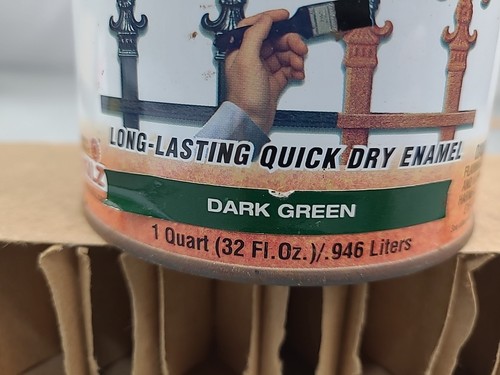 LONG-LASTING QUICK DRY ENAMEL
DARK GREEN
1 Quart (32 Fl.Oz.)/.946 Liters